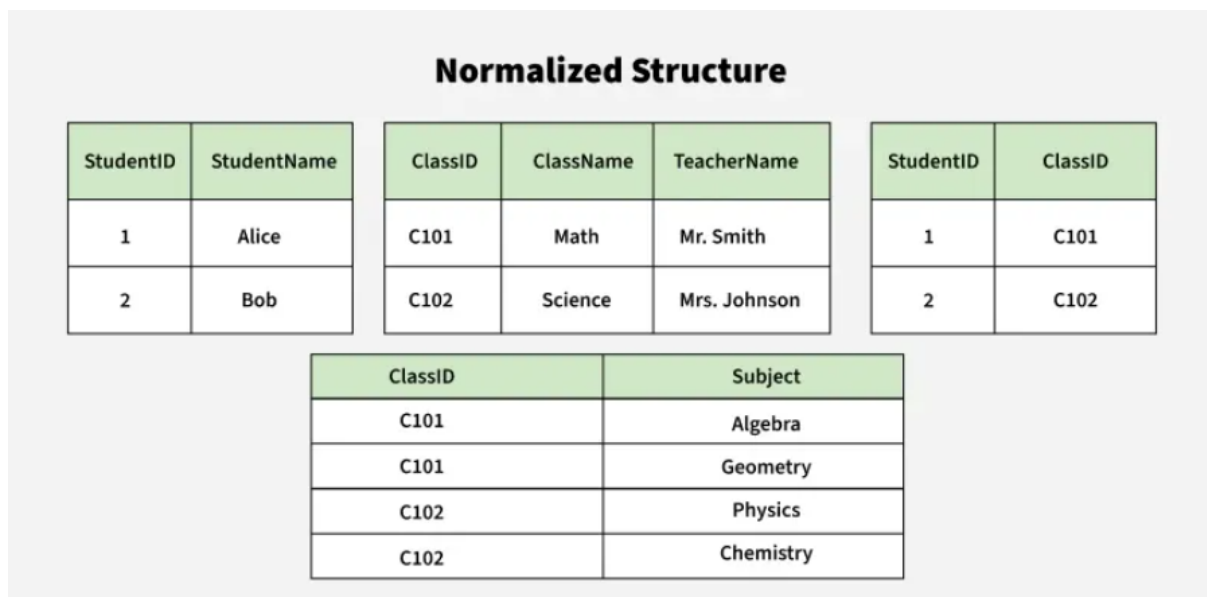 Normalized Structure
StudentID StudentName ClassID ClassName TeacherName StudentID ClassID
1 Alice C101 Math Mr. Smith 1 C101
2 Bob C102 Science Mrs. Johnson 2 C102
ClassID Subject
C101 Algebra
C101 Geometry
C102 Physics
C102 Chemistry